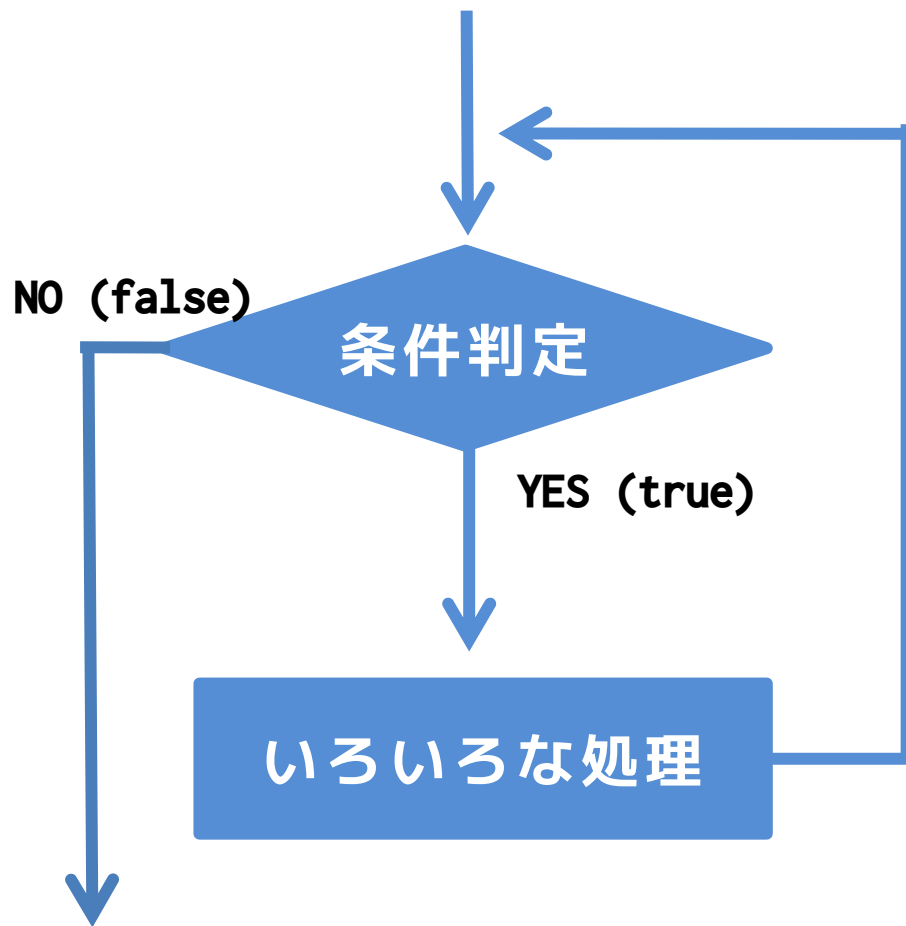 NO (false)
条件判定
YES (true)
いろいろな処理